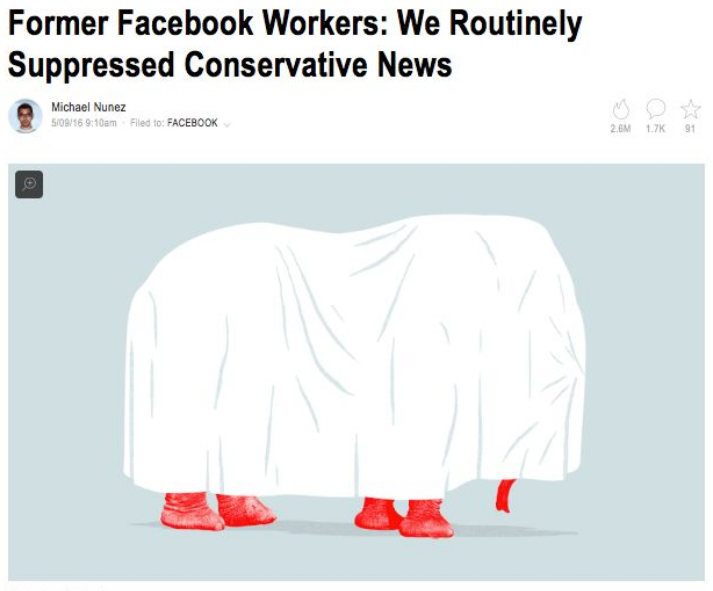 Former Facebook Workers: We Routinely
Suppressed Conservative News
Michael Nunez
5/09/16 9:10am · Filed to: FACEBOOK
2.6M 1.7K 91